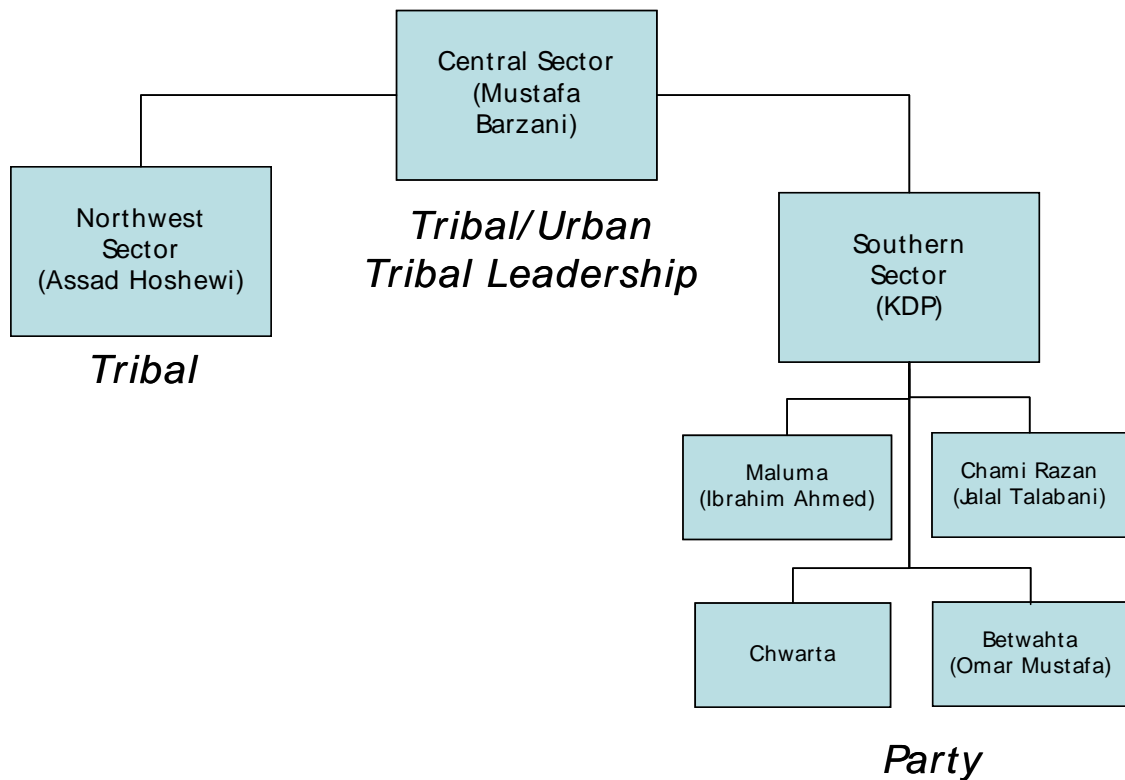 Central Sector
(Mustafa
Barzani)
Tribal/Urban
Tribal Leadership
Northwest
Sector
(Assad Hoshewi)
Tribal
Southern
Sector
(KDP)
Maluma
(Ibrahim Ahmed)
Chami Razan
(Jalal Talabani)
Chwarta
Betwahta
(Omar Mustafa)
Party